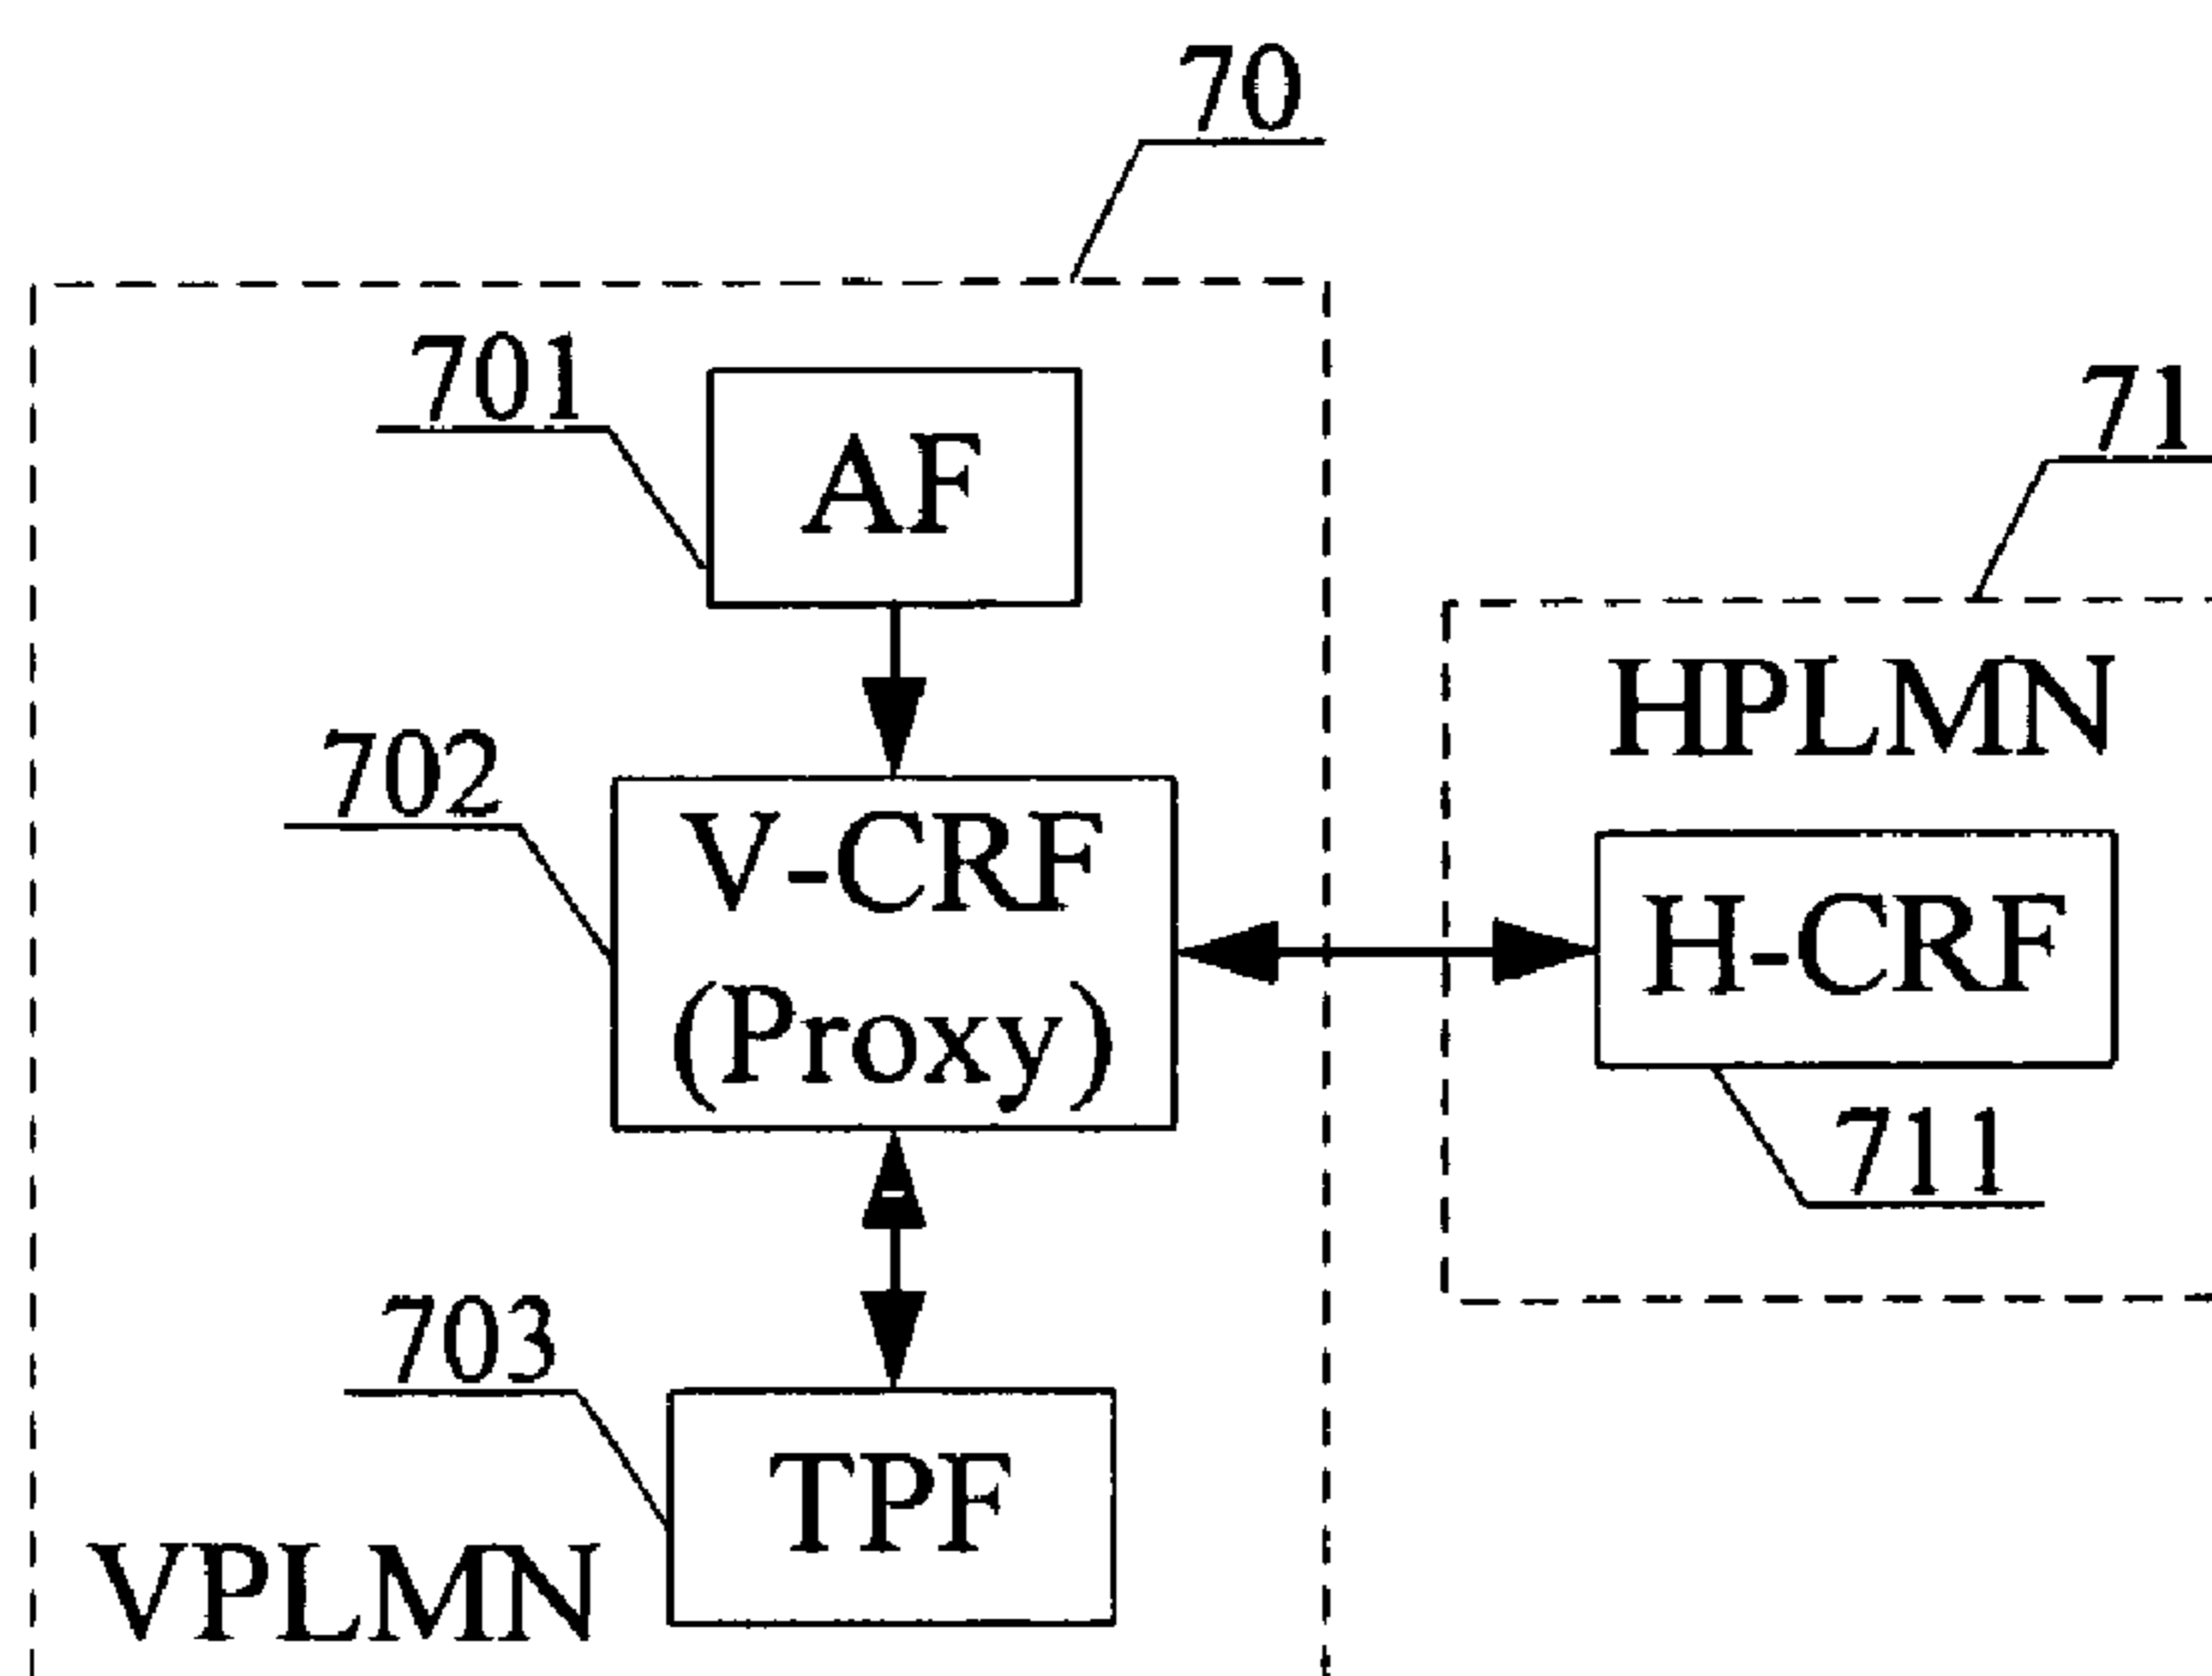 70
701
AF
71
HPLMN
702
V-CRF
(Proxy)
H-CRF
711
703
TPF
VPLMN